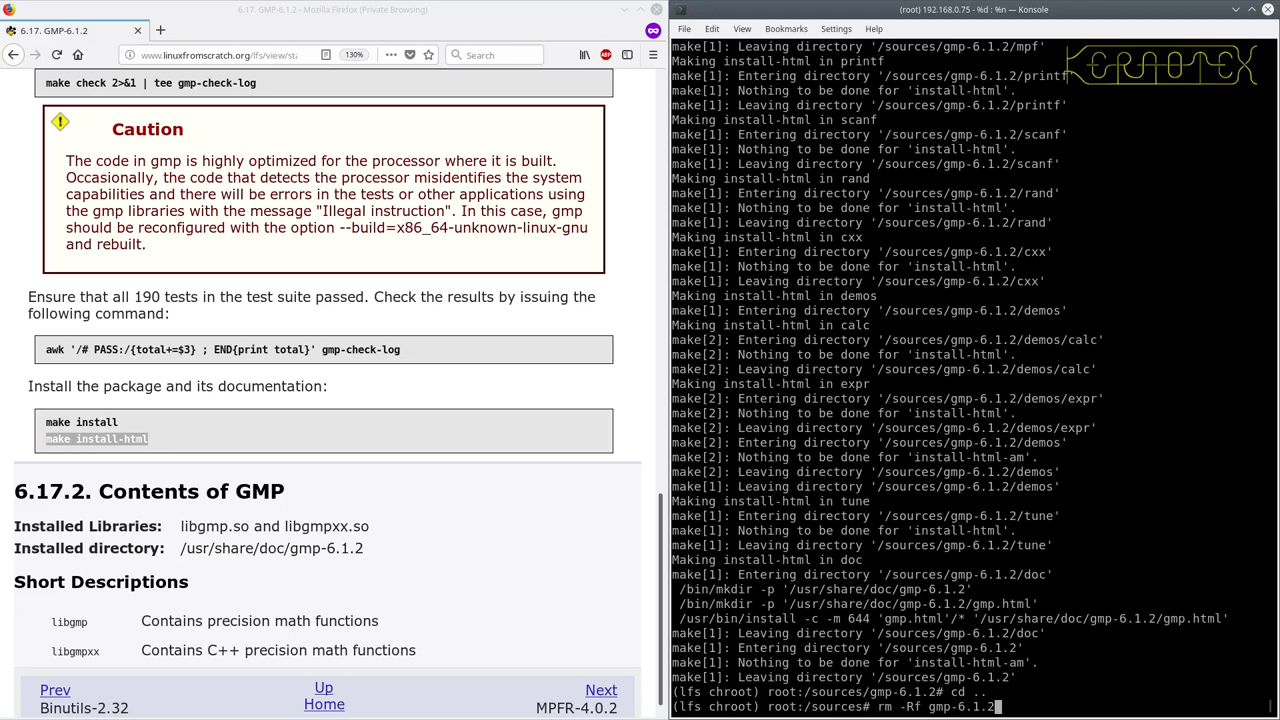 6.17. GMP-6.1.2 - Mozilla Firefox (Private Browsing)
6.17. GMP-6.1.2
www.linuxfromscratch.org/lfs/view/sta
130%
Search
make check 2>&1 | tee gmp-check-log
Caution
The code in gmp is highly optimized for the processor where it is built.
Occasionally, the code that detects the processor misidentifies the system
capabilities and there will be errors in the tests or other applications using
the gmp libraries with the message "Illegal instruction". In this case, gmp
should be reconfigured with the option --build=x86_64-unknown-linux-gnu
and rebuilt.
Ensure that all 190 tests in the test suite passed. Check the results by issuing the
following command:
awk '/# PASS:/{total+=$3} ; END{print total}' gmp-check-log
Install the package and its documentation:
make install
make install-html
6.17.2. Contents of GMP
Installed Libraries: libgmp.so and libgmpxx.so
Installed directory: /usr/share/doc/gmp-6.1.2
Short Descriptions
libgmp Contains precision math functions
libgmpxx Contains C++ precision math functions
Prev Up Next
Binutils-2.32 Home MPFR-4.0.2
(root) 192.168.0.75 - %d : %n — Konsole
File Edit View Bookmarks Settings Help
KERNOTEX
make[1]: Leaving directory '/sources/gmp-6.1.2/mpf'
Making install-html in printf
make[1]: Entering directory '/sources/gmp-6.1.2/printf'
make[1]: Nothing to be done for 'install-html'.
make[1]: Leaving directory '/sources/gmp-6.1.2/printf'
Making install-html in scanf
make[1]: Entering directory '/sources/gmp-6.1.2/scanf'
make[1]: Nothing to be done for 'install-html'.
make[1]: Leaving directory '/sources/gmp-6.1.2/scanf'
Making install-html in rand
make[1]: Entering directory '/sources/gmp-6.1.2/rand'
make[1]: Nothing to be done for 'install-html'.
make[1]: Leaving directory '/sources/gmp-6.1.2/rand'
Making install-html in cxx
make[1]: Entering directory '/sources/gmp-6.1.2/cxx'
make[1]: Nothing to be done for 'install-html'.
make[1]: Leaving directory '/sources/gmp-6.1.2/cxx'
Making install-html in demos
make[1]: Entering directory '/sources/gmp-6.1.2/demos'
Making install-html in calc
make[2]: Entering directory '/sources/gmp-6.1.2/demos/calc'
make[2]: Nothing to be done for 'install-html'.
make[2]: Leaving directory '/sources/gmp-6.1.2/demos/calc'
Making install-html in expr
make[2]: Entering directory '/sources/gmp-6.1.2/demos/expr'
make[2]: Nothing to be done for 'install-html'.
make[2]: Leaving directory '/sources/gmp-6.1.2/demos/expr'
make[2]: Entering directory '/sources/gmp-6.1.2/demos'
make[2]: Nothing to be done for 'install-html-am'.
make[2]: Leaving directory '/sources/gmp-6.1.2/demos'
make[1]: Leaving directory '/sources/gmp-6.1.2/demos'
Making install-html in tune
make[1]: Entering directory '/sources/gmp-6.1.2/tune'
make[1]: Nothing to be done for 'install-html'.
make[1]: Leaving directory '/sources/gmp-6.1.2/tune'
Making install-html in doc
make[1]: Entering directory '/sources/gmp-6.1.2/doc'
/bin/mkdir -p '/usr/share/doc/gmp-6.1.2'
/bin/mkdir -p '/usr/share/doc/gmp-6.1.2/gmp.html'
/usr/bin/install -c -m 644 'gmp.html'/* '/usr/share/doc/gmp-6.1.2/gmp.html'
make[1]: Leaving directory '/sources/gmp-6.1.2/doc'
make[1]: Entering directory '/sources/gmp-6.1.2'
make[1]: Nothing to be done for 'install-html-am'.
make[1]: Leaving directory '/sources/gmp-6.1.2'
(lfs chroot) root:/sources/gmp-6.1.2# cd ..
(lfs chroot) root:/sources# rm -Rf gmp-6.1.2